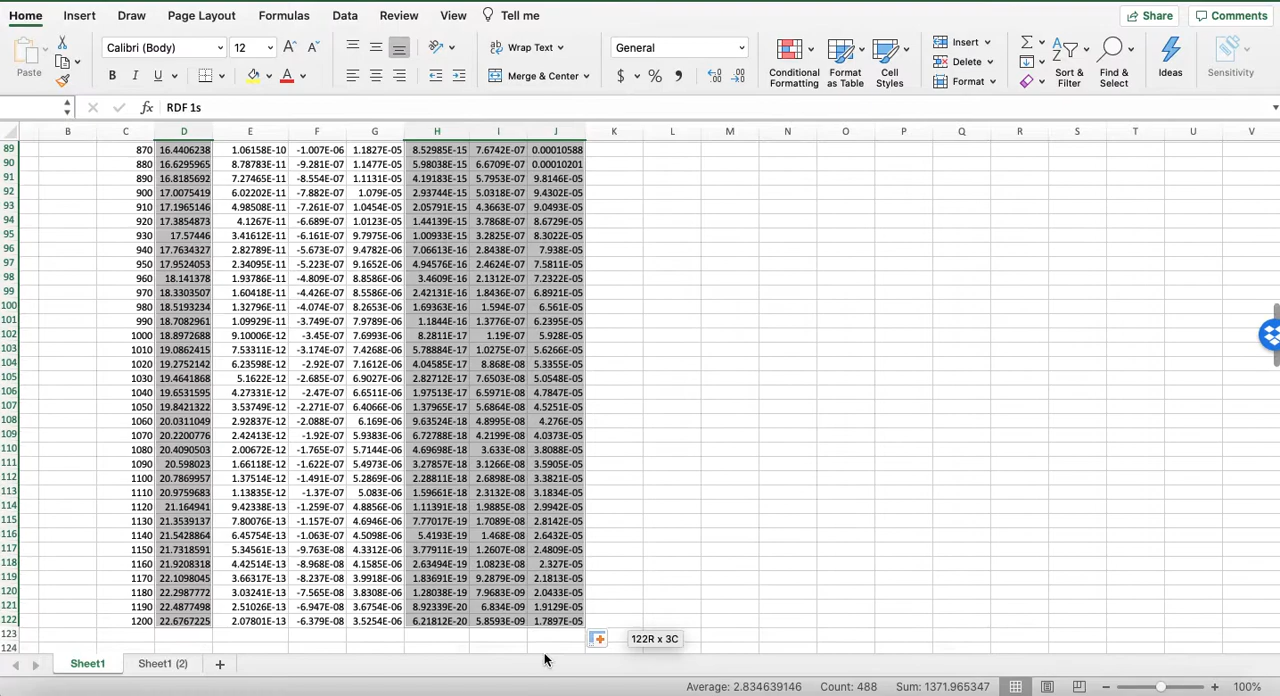 Home Insert Draw Page Layout Formulas Data Review View Tell me Share Comments
Paste Calibri (Body) 12 A A Wrap Text General Conditional Formatting Format as Table Cell Styles Insert Delete Format Sort & Filter Find & Select Ideas Sensitivity
B I U A Merge & Center $ % 
fx RDF 1s
B C D E F G H I J K L M N O P Q R S T U V
89 870 16.4406238 1.06158E-10 -1.007E-06 1.1827E-05 8.52985E-15 7.6742E-07 0.00010588
90 880 16.6295965 8.78783E-11 -9.281E-07 1.1477E-05 5.98038E-15 6.6709E-07 0.00010201
91 890 16.8185692 7.27465E-11 -8.554E-07 1.1131E-05 4.19183E-15 5.7953E-07 9.8146E-05
92 900 17.0075419 6.02202E-11 -7.882E-07 1.079E-05 2.93744E-15 5.0318E-07 9.4302E-05
93 910 17.1965146 4.98508E-11 -7.261E-07 1.0454E-05 2.05791E-15 4.3663E-07 9.0493E-05
94 920 17.3854873 4.1267E-11 -6.689E-07 1.0123E-05 1.44139E-15 3.7868E-07 8.6729E-05
95 930 17.57446 3.41612E-11 -6.161E-07 9.7975E-06 1.00933E-15 3.2825E-07 8.3022E-05
96 940 17.7634327 2.82789E-11 -5.673E-07 9.4782E-06 7.06613E-16 2.8438E-07 7.938E-05
97 950 17.9524053 2.34095E-11 -5.223E-07 9.1652E-06 4.94576E-16 2.4624E-07 7.5811E-05
98 960 18.141378 1.93786E-11 -4.809E-07 8.8586E-06 3.4609E-16 2.1312E-07 7.2322E-05
99 970 18.3303507 1.60418E-11 -4.426E-07 8.5586E-06 2.42131E-16 1.8436E-07 6.8921E-05
100 980 18.5193234 1.32796E-11 -4.074E-07 8.2653E-06 1.69363E-16 1.594E-07 6.561E-05
101 990 18.7082961 1.09929E-11 -3.749E-07 7.9789E-06 1.1844E-16 1.3776E-07 6.2395E-05
102 1000 18.8972688 9.10006E-12 -3.45E-07 7.6993E-06 8.2811E-17 1.19E-07 5.928E-05
103 1010 19.0862415 7.53311E-12 -3.174E-07 7.4268E-06 5.78884E-17 1.0275E-07 5.6266E-05
104 1020 19.2752142 6.23598E-12 -2.92E-07 7.1612E-06 4.04585E-17 8.868E-08 5.3355E-05
105 1030 19.4641868 5.1622E-12 -2.685E-07 6.9027E-06 2.82712E-17 7.6503E-08 5.0548E-05
106 1040 19.6531595 4.27331E-12 -2.47E-07 6.6511E-06 1.97513E-17 6.5971E-08 4.7847E-05
107 1050 19.8421322 3.53749E-12 -2.271E-07 6.4066E-06 1.37965E-17 5.6864E-08 4.5251E-05
108 1060 20.0311049 2.92837E-12 -2.088E-07 6.169E-06 9.63524E-18 4.8995E-08 4.276E-05
109 1070 20.2200776 2.42413E-12 -1.92E-07 5.9383E-06 6.72788E-18 4.2199E-08 4.0373E-05
110 1080 20.4090503 2.00672E-12 -1.765E-07 5.7144E-06 4.69698E-18 3.633E-08 3.8088E-05
111 1090 20.598023 1.66118E-12 -1.622E-07 5.4973E-06 3.27857E-18 3.1266E-08 3.5905E-05
112 1100 20.7869957 1.37514E-12 -1.491E-07 5.2869E-06 2.28811E-18 2.6898E-08 3.3821E-05
113 1110 20.9759683 1.13835E-12 -1.37E-07 5.083E-06 1.59661E-18 2.3132E-08 3.1834E-05
114 1120 21.164941 9.42338E-13 -1.259E-07 4.8856E-06 1.11391E-18 1.9885E-08 2.9942E-05
115 1130 21.3539137 7.80076E-13 -1.157E-07 4.6946E-06 7.77017E-19 1.7089E-08 2.8142E-05
116 1140 21.5428864 6.45754E-13 -1.063E-07 4.5098E-06 5.4193E-19 1.468E-08 2.6432E-05
117 1150 21.7318591 5.34561E-13 -9.763E-08 4.3312E-06 3.77911E-19 1.2607E-08 2.4809E-05
118 1160 21.9208318 4.42514E-13 -8.968E-08 4.1585E-06 2.63494E-19 1.0823E-08 2.327E-05
119 1170 22.1098045 3.66317E-13 -8.237E-08 3.9918E-06 1.83691E-19 9.2879E-09 2.1813E-05
120 1180 22.2987772 3.03241E-13 -7.565E-08 3.8308E-06 1.28038E-19 7.9683E-09 2.0433E-05
121 1190 22.4877498 2.51026E-13 -6.947E-08 3.6754E-06 8.92339E-20 6.834E-09 1.9129E-05
122 1200 22.6767225 2.07801E-13 -6.379E-08 3.5254E-06 6.21812E-20 5.8593E-09 1.7897E-05
123 122R x 3C
124
Sheet1 Sheet1 (2) +
Average: 2.834639146 Count: 488 Sum: 1371.965347 100%